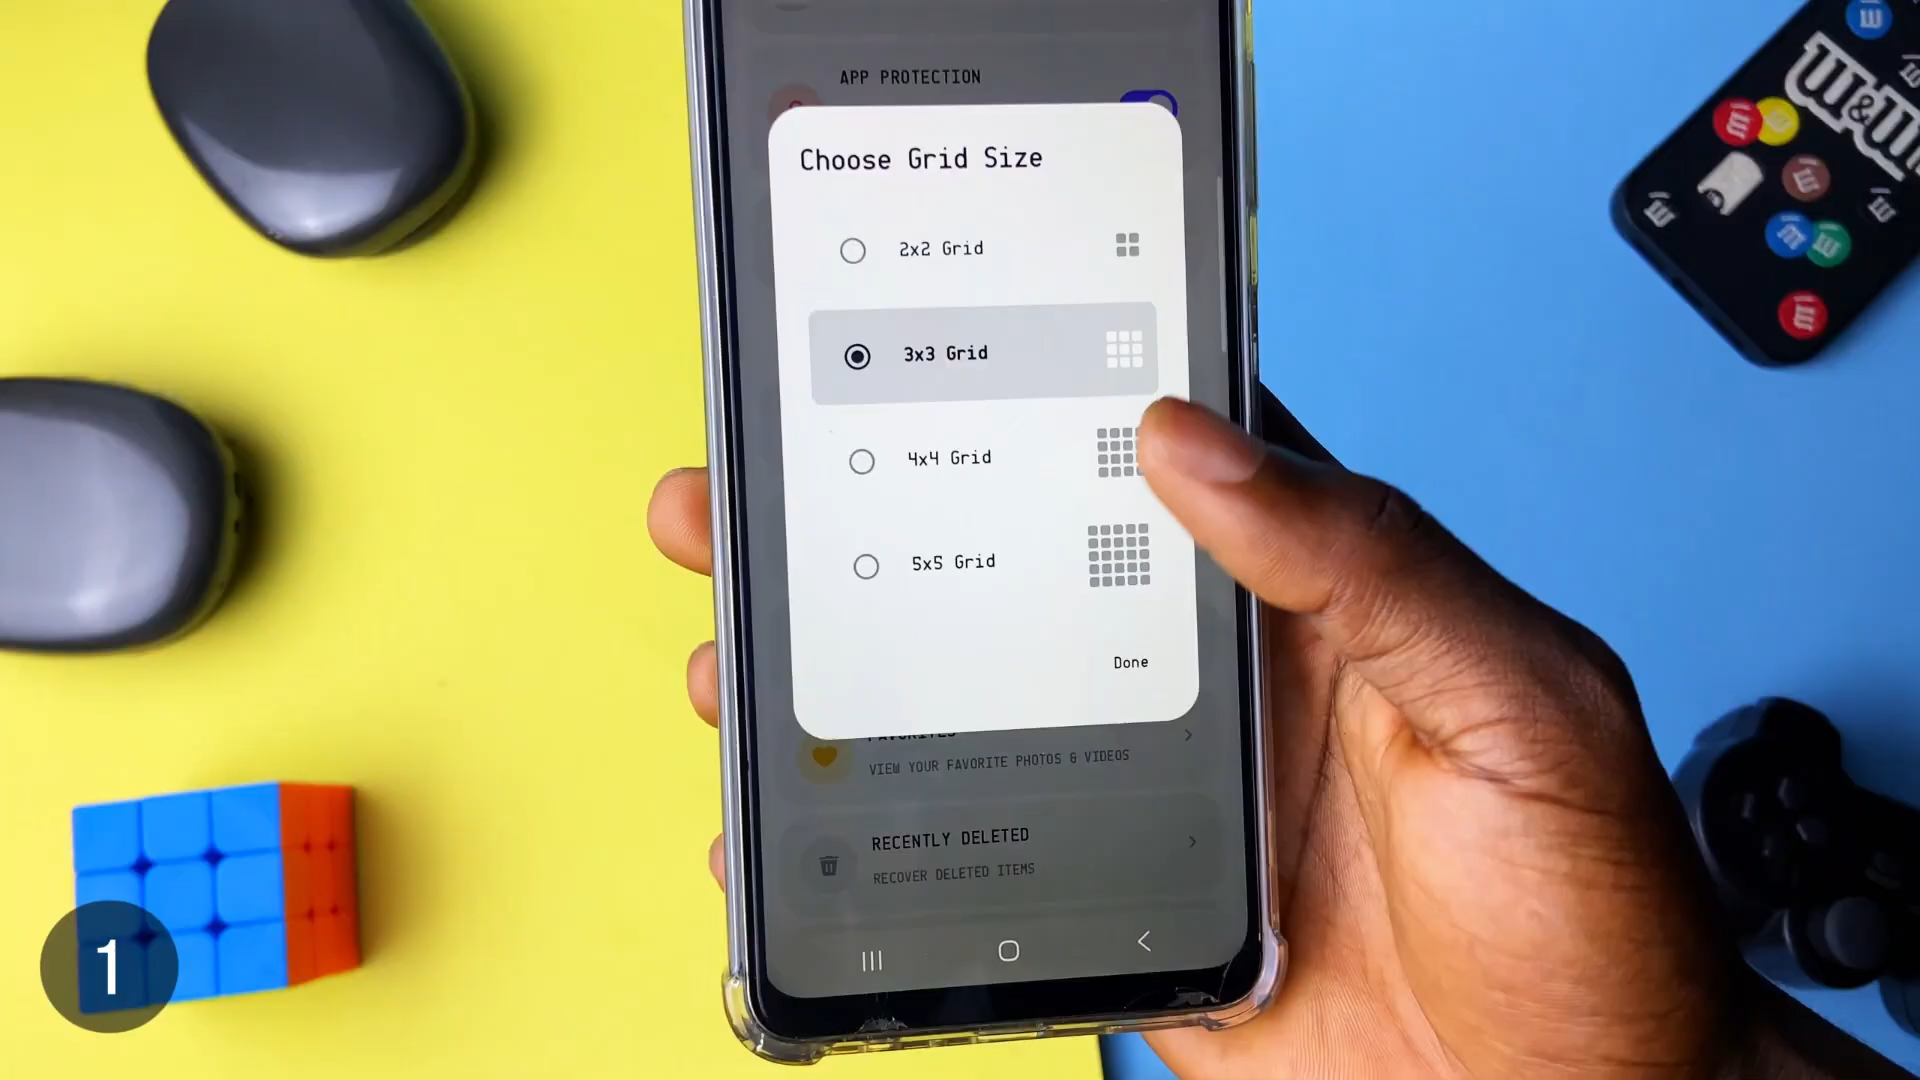 APP PROTECTION
Choose Grid Size
2x2 Grid
3x3 Grid
4x4 Grid
5x5 Grid
Done
FAVORITES
VIEW YOUR FAVORITE PHOTOS & VIDEOS
RECENTLY DELETED
RECOVER DELETED ITEMS
1